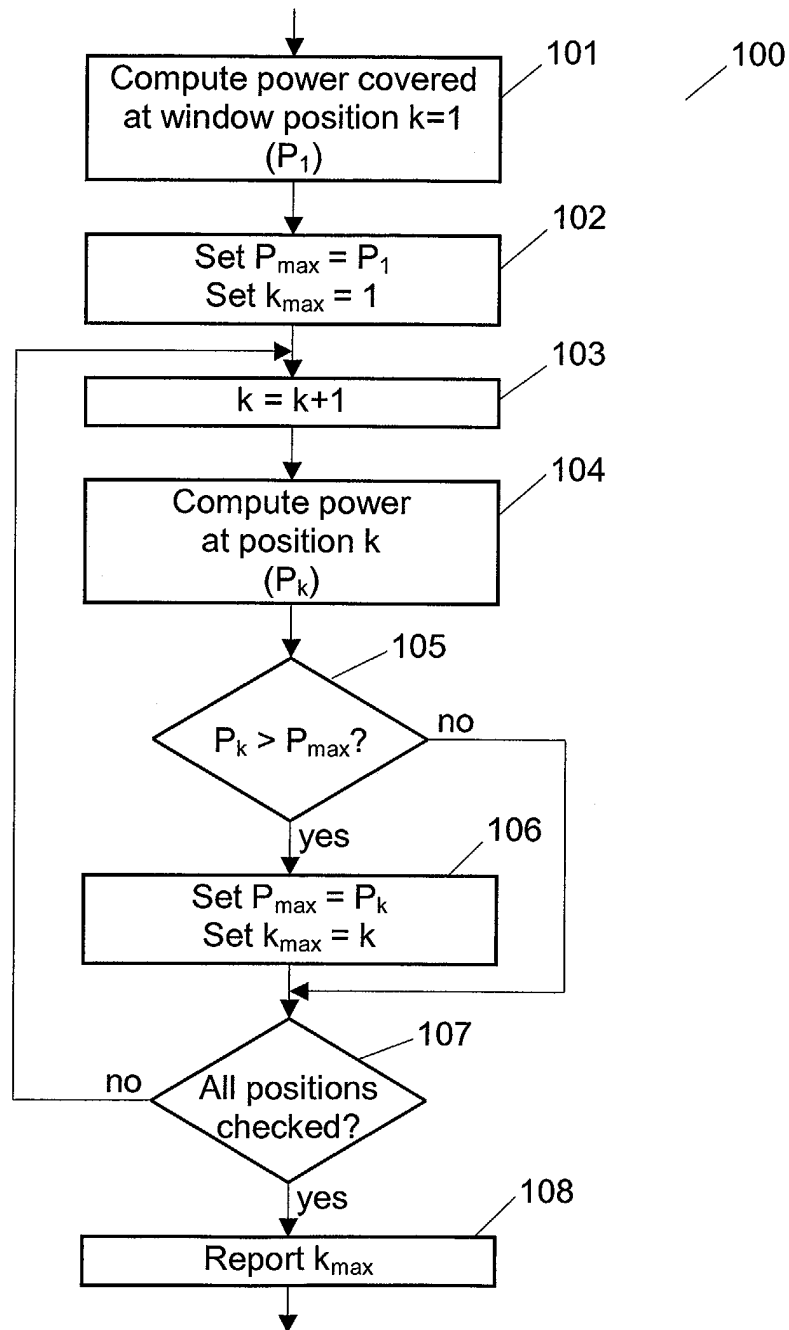 100
101
Compute power covered
at window position k=1
(P₁)
102
Set Pₘₐₓ = P₁
Set kₘₐₓ = 1
103
k = k+1
104
Compute power
at position k
(Pₖ)
105
Pₖ > Pₘₐₓ?
no
yes
106
Set Pₘₐₓ = Pₖ
Set kₘₐₓ = k
107
no
All positions
checked?
yes
108
Report kₘₐₓ